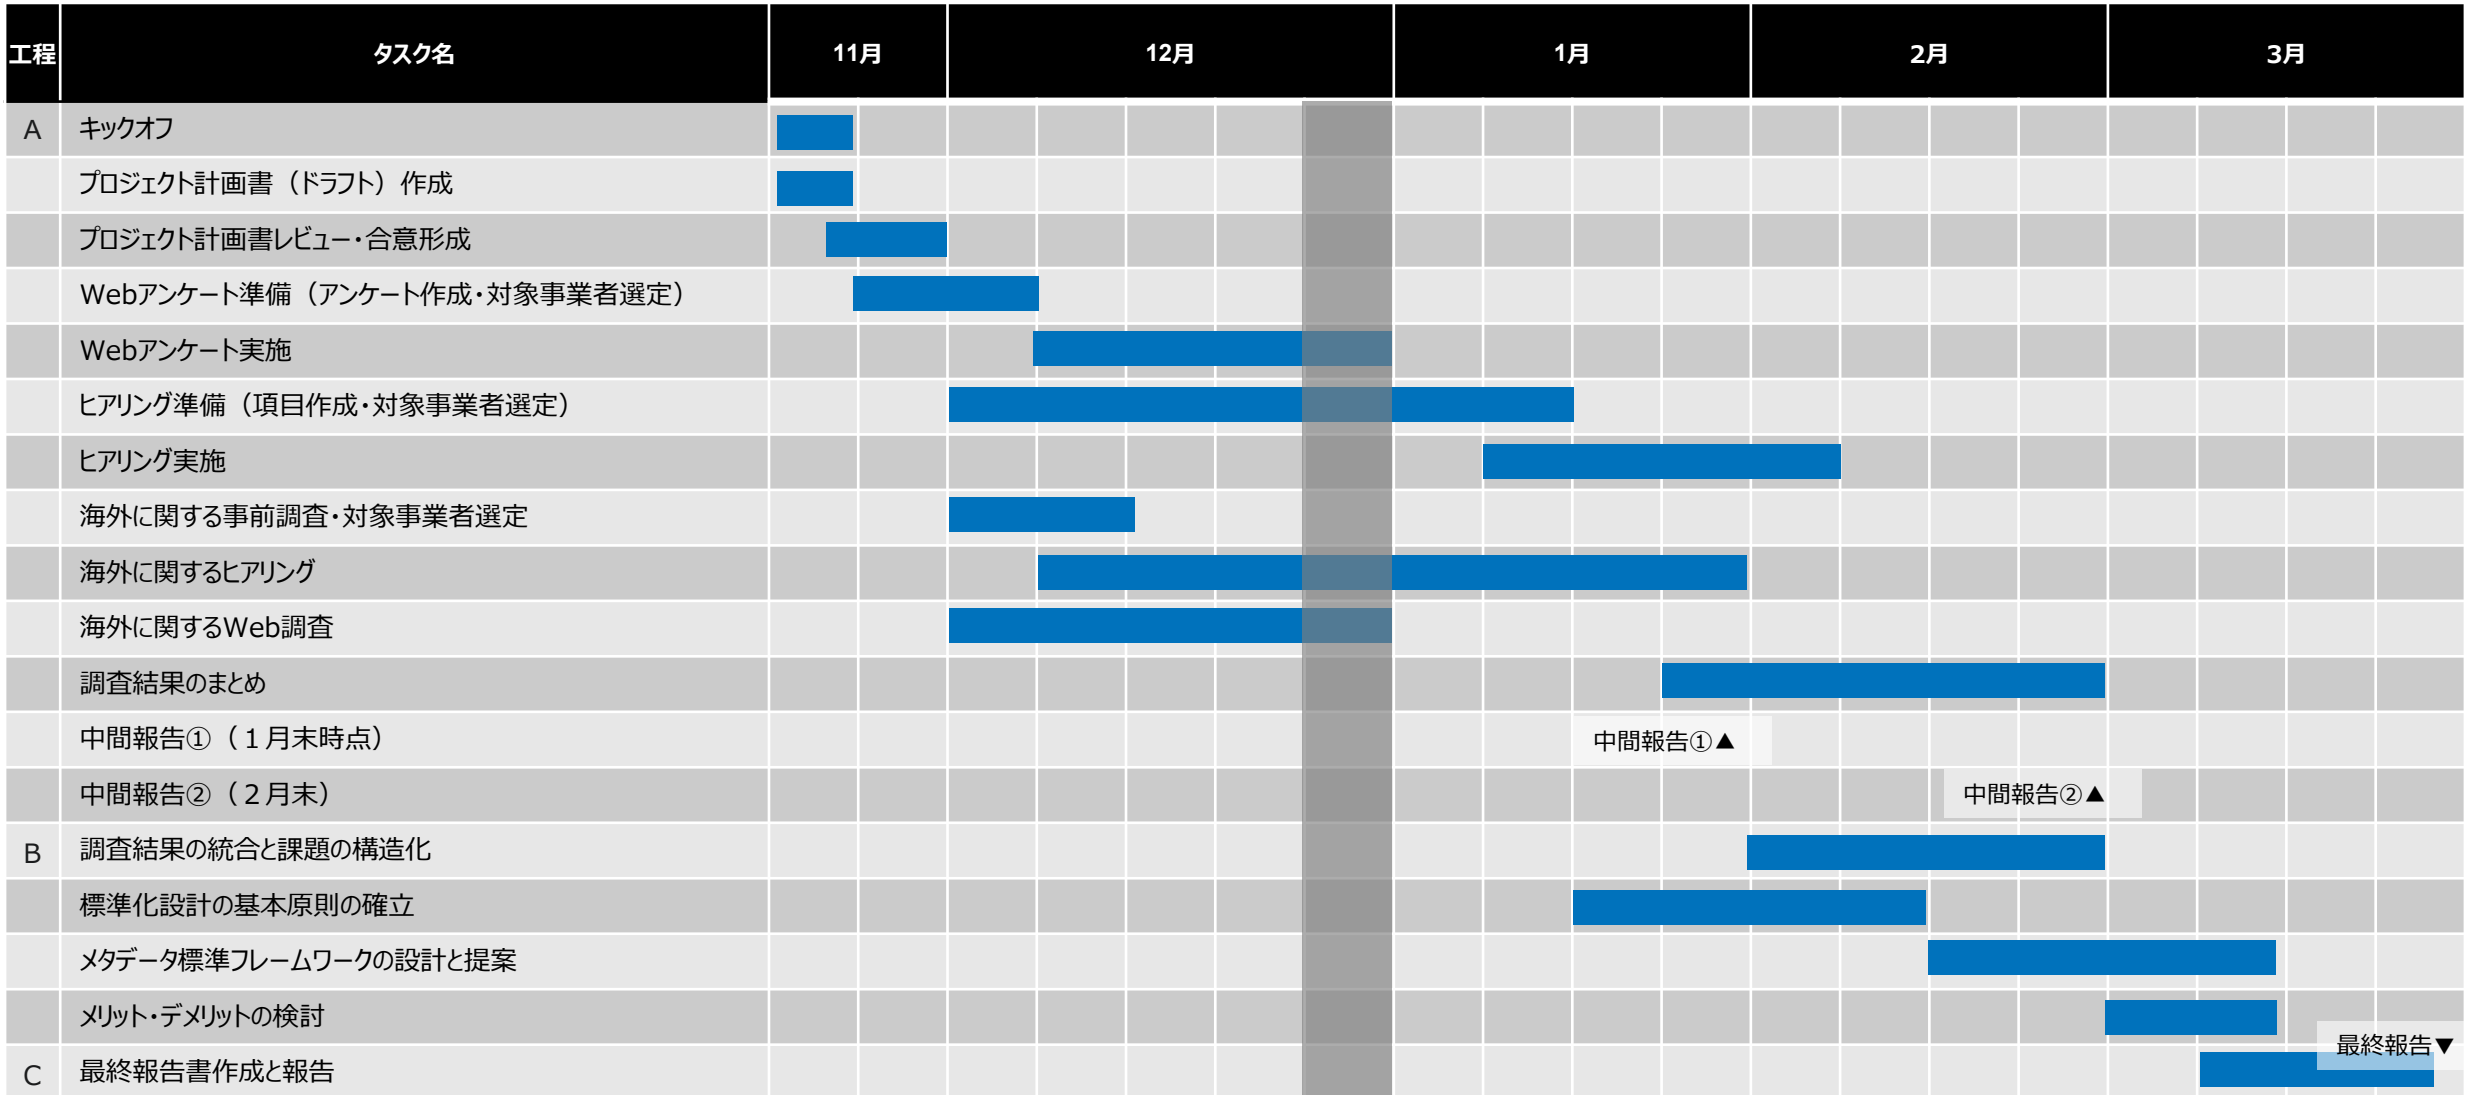 工程 タスク名 11月 12月 1月 2月 3月
A キックオフ
プロジェクト計画書（ドラフト）作成
プロジェクト計画書レビュー・合意形成
Webアンケート準備（アンケート作成・対象事業者選定）
Webアンケート実施
ヒアリング準備（項目作成・対象事業者選定）
ヒアリング実施
海外に関する事前調査・対象事業者選定
海外に関するヒアリング
海外に関するWeb調査
調査結果のまとめ
中間報告①（１月末時点） 中間報告①▲
中間報告②（２月末） 中間報告②▲
B 調査結果の統合と課題の構造化
標準化設計の基本原則の確立
メタデータ標準フレームワークの設計と提案
メリット・デメリットの検討
最終報告▼
C 最終報告書作成と報告